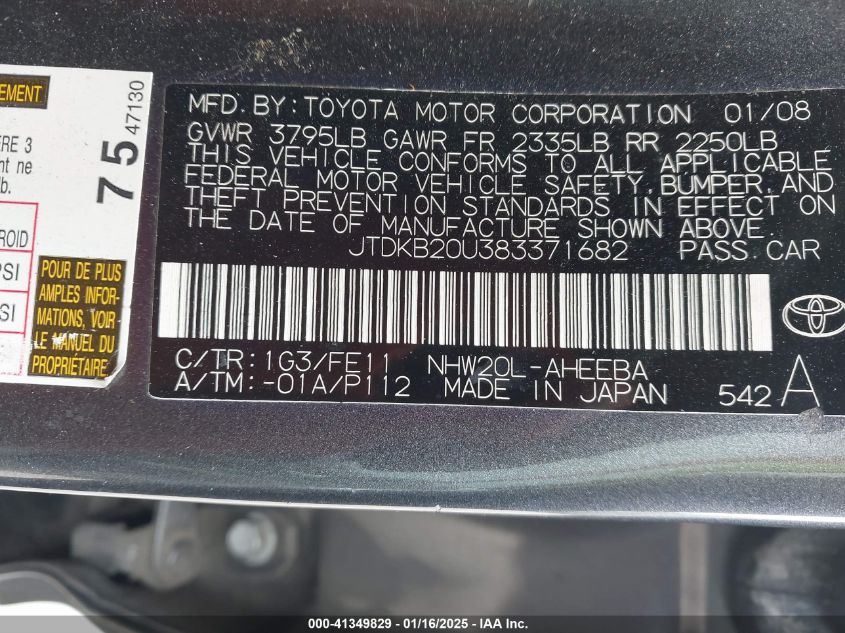 EMENT
ERE 3
nt ne
lb.
ROID
PSI
SI
POUR DE PLUS
AMPLES INFOR-
MATIONS, VOIR
LE MANUEL DU
PROPRIÉTAIRE.
75
47130
MFD. BY: TOYOTA MOTOR CORPORATION 01/08
GVWR 3795LB GAWR FR 2335LB RR 2250LB
THIS VEHICLE CONFORMS TO ALL APPLICABLE
FEDERAL MOTOR VEHICLE SAFETY, BUMPER, AND
THEFT PREVENTION STANDARDS IN EFFECT ON
THE DATE OF MANUFACTURE SHOWN ABOVE.
JTDKB20U383371682 PASS. CAR
C/TR: 1G3/FE11 NHW20L-AHEEBA
A/TM: -01A/P112 MADE IN JAPAN 542 A
000-41349829 - 01/16/2025 - IAA Inc.